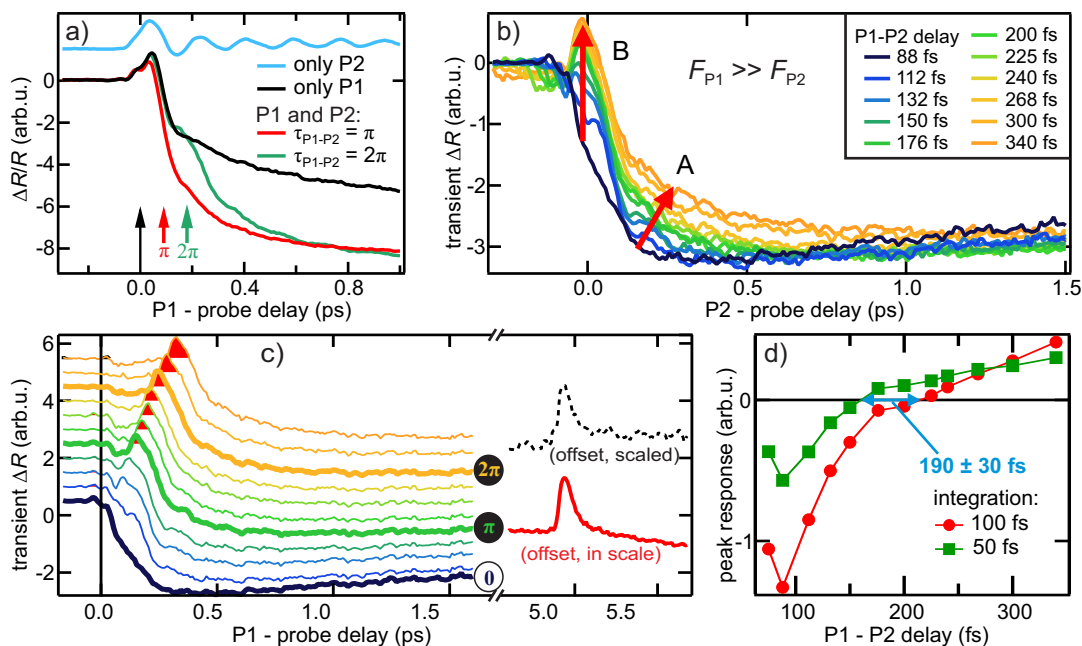 a)
ΔR/R (arb.u.)
0
-2
-4
-6
-8
only P2
only P1
P1 and P2:
τP1-P2 = π
τP1-P2 = 2π
π
2π
0.0
0.4
0.8
P1 - probe delay (ps)
b)
transient ΔR (arb.u.)
0
-1
-2
-3
B
A
FP1 >> FP2
P1-P2 delay
88 fs
112 fs
132 fs
150 fs
176 fs
200 fs
225 fs
240 fs
268 fs
300 fs
340 fs
0.0
0.5
1.0
1.5
P2 - probe delay (ps)
c)
transient ΔR (arb.u.)
6
4
2
0
-2
2π
π
0
(offset, scaled)
(offset, in scale)
0.0
0.5
1.0
1.5
5.0
5.5
P1 - probe delay (ps)
d)
peak response (arb.u.)
0
-1
190 ± 30 fs
integration:
100 fs
50 fs
100
200
300
P1 - P2 delay (fs)